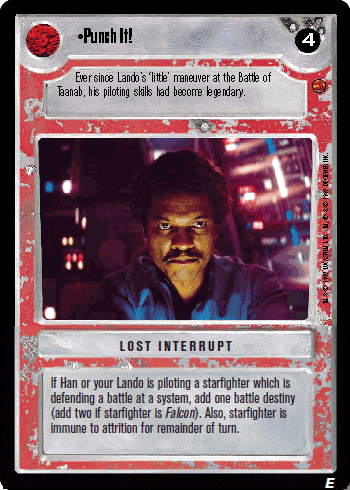 •Punch It!
4
Ever since Lando's 'little' maneuver at the Battle of
Taanab, his piloting skills had become legendary.
LOST INTERRUPT
If Han or your Lando is piloting a starfighter which is
defending a battle at a system, add one battle destiny
(add two if starfighter is Falcon). Also, starfighter is
immune to attrition for remainder of turn.
E